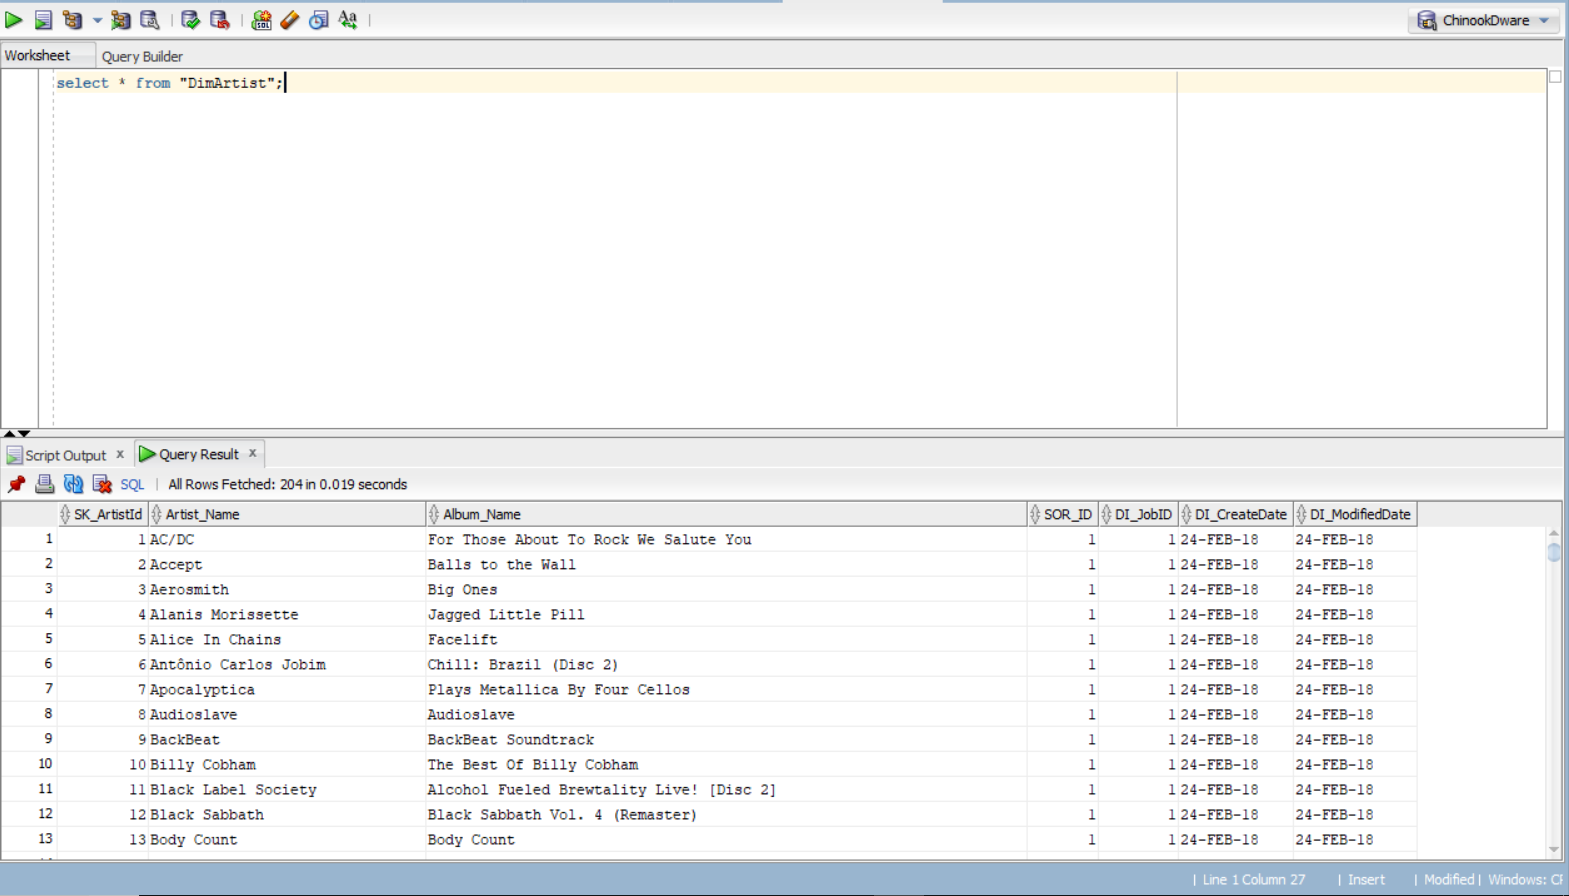 ChinookDware
Worksheet Query Builder
select * from "DimArtist";
Script Output x Query Result x
SQL | All Rows Fetched: 204 in 0.019 seconds
SK_ArtistId Artist_Name Album_Name SOR_ID DI_JobID DI_CreateDate DI_ModifiedDate
1 1 AC/DC For Those About To Rock We Salute You 1 1 24-FEB-18 24-FEB-18
2 2 Accept Balls to the Wall 1 1 24-FEB-18 24-FEB-18
3 3 Aerosmith Big Ones 1 1 24-FEB-18 24-FEB-18
4 4 Alanis Morissette Jagged Little Pill 1 1 24-FEB-18 24-FEB-18
5 5 Alice In Chains Facelift 1 1 24-FEB-18 24-FEB-18
6 6 Antônio Carlos Jobim Chill: Brazil (Disc 2) 1 1 24-FEB-18 24-FEB-18
7 7 Apocalyptica Plays Metallica By Four Cellos 1 1 24-FEB-18 24-FEB-18
8 8 Audioslave Audioslave 1 1 24-FEB-18 24-FEB-18
9 9 BackBeat BackBeat Soundtrack 1 1 24-FEB-18 24-FEB-18
10 10 Billy Cobham The Best Of Billy Cobham 1 1 24-FEB-18 24-FEB-18
11 11 Black Label Society Alcohol Fueled Brewtality Live! [Disc 2] 1 1 24-FEB-18 24-FEB-18
12 12 Black Sabbath Black Sabbath Vol. 4 (Remaster) 1 1 24-FEB-18 24-FEB-18
13 13 Body Count Body Count 1 1 24-FEB-18 24-FEB-18
| Line 1 Column 27 | Insert | Modified | Windows: